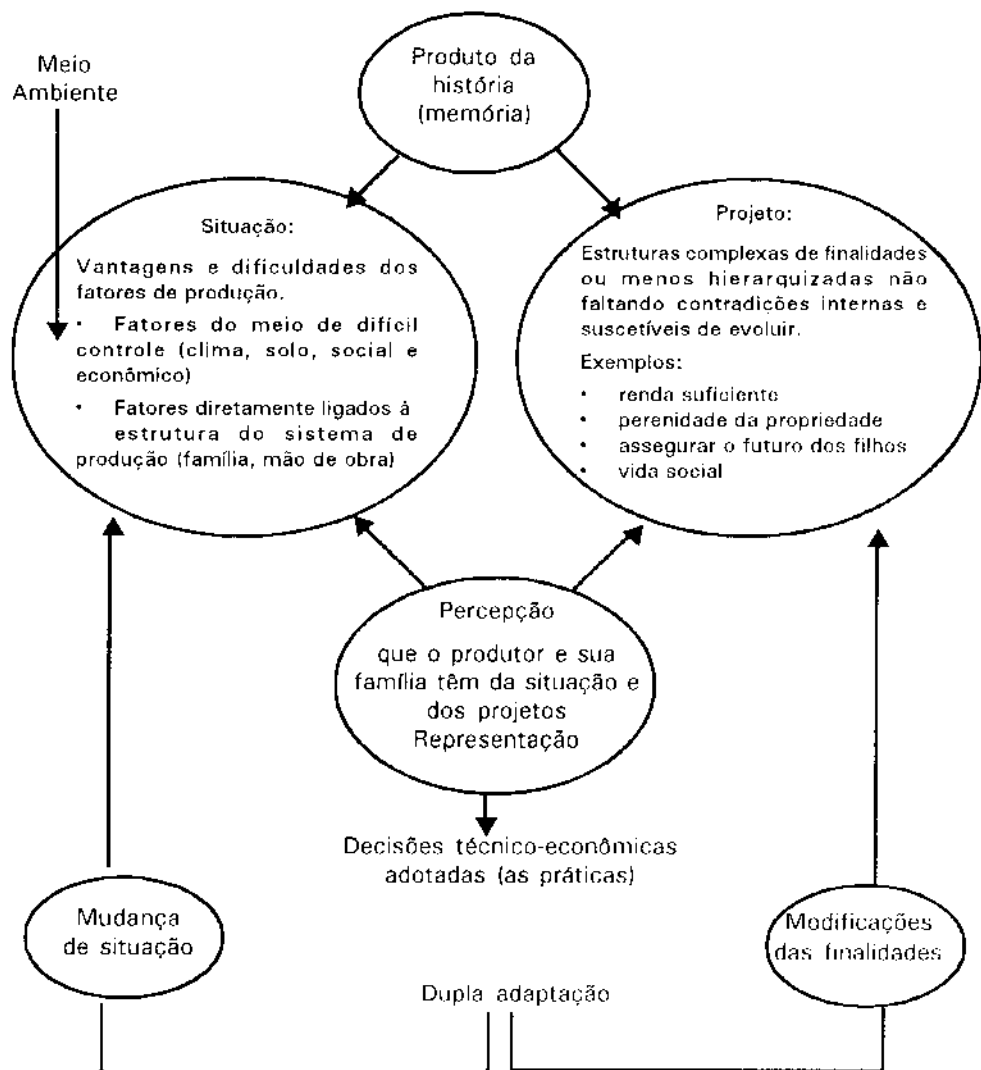 Meio
Ambiente
Produto da
história
(memória)
Situação:
Vantagens e dificuldades dos
fatores de produção.
• Fatores do meio de difícil
controle (clima, solo, social e
econômico)
• Fatores diretamente ligados à
estrutura do sistema de
produção (família, mão de obra)
Projeto:
Estruturas complexas de finalidades
ou menos hierarquizadas não
faltando contradições internas e
suscetíveis de evoluir.
Exemplos:
• renda suficiente
• perenidade da propriedade
• assegurar o futuro dos filhos
• vida social
Percepção
que o produtor e sua
família têm da situação e
dos projetos
Representação
Decisões técnico-econômicas
adotadas (as práticas)
Mudança
de situação
Modificações
das finalidades
Dupla adaptação